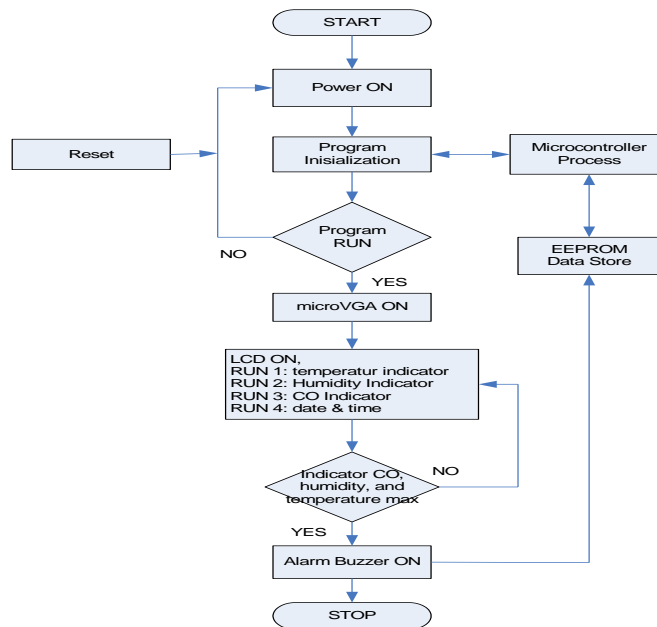 START
Power ON
Reset
Program
Inisialization
Microcontroller
Process
Program
RUN
NO
EEPROM
Data Store
YES
microVGA ON
LCD ON,
RUN 1: temperatur indicator
RUN 2: Humidity Indicator
RUN 3: CO Indicator
RUN 4: date & time
Indicator CO,
humidity, and
temperature max
NO
YES
Alarm Buzzer ON
STOP